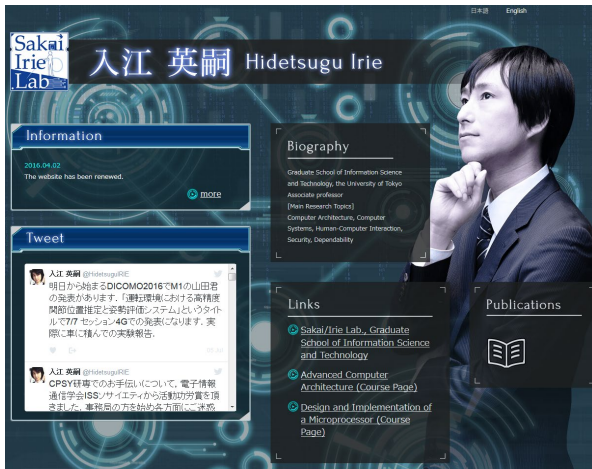 日本語 English
Sakai
Irie
Lab
入江 英嗣 Hidetsugu Irie
Information
2016.04.02
The website has been renewed.
more
Tweet
入江 英嗣 @HidetsuguIRIE
明日から始まるDICOMO2016でM1の山田君
の発表があります．「運転環境における高精度
関節位置推定と姿勢評価システム」というタイト
ルで7/7 セッション4Gでの発表になります．実
際に車に積んでの実験報告．
入江 英嗣 @HidetsuguIRIE
CPSY研専でのお手伝いについて，電子情報
通信学会ISSソサイエティから活動功労賞を頂
きました．事務局の方を始め各方面にご迷惑
Biography
Graduate School of Information Science
and Technology, the University of Tokyo
Associate professor
[Main Research Topics]
Computer Architecture, Computer
Systems, Human-Computer Interaction,
Security, Dependability
Links
Sakai/Irie Lab., Graduate
School of Information Science
and Technology
Advanced Computer
Architecture (Course Page)
Design and Implementation of
a Microprocessor (Course
Page)
Publications